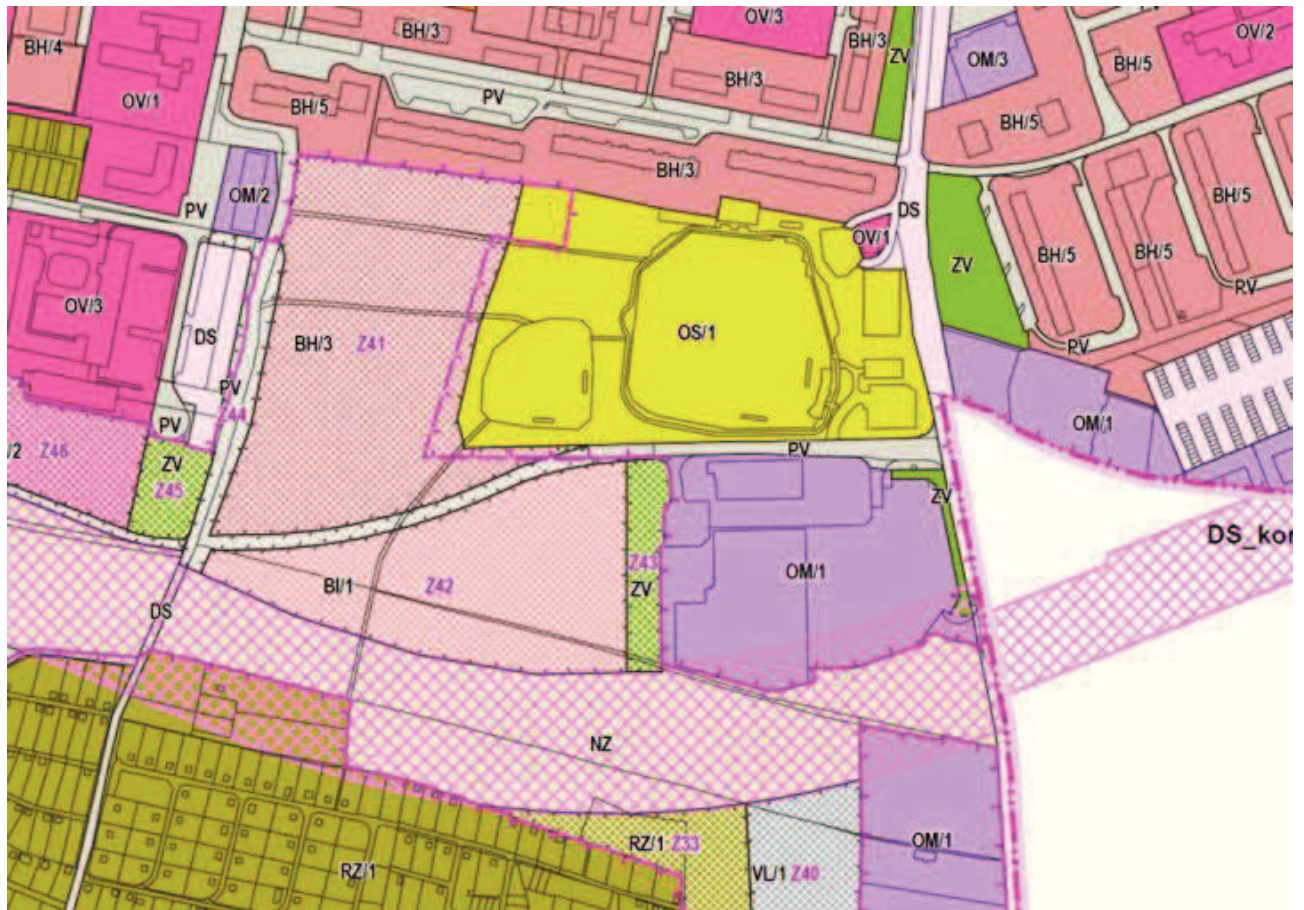 OV/3
BH/3
BH/3
OV/2
BH/4
ZV
OM/3
BH/5
BH/3
OV/1
BH/5
PV
BH/5
BH/3
BH/5
OM/2
PV
DS
OV/1
BH/5
BH/5
ZV
OV/3
RV
DS
BH/3 Z41
OS/1
RV
PV
Z44
PV
OM/1
/2 Z46
PV
ZV
Z45
ZV
DS_kor
Z43
OM/1
BI/1 Z42
ZV
DS
NZ
RZ/1 Z33
OM/1
RZ/1
VL/1 Z40